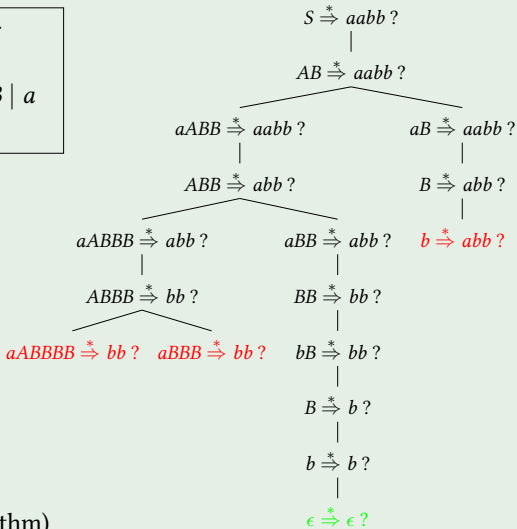 S ⇒* aabb ?
AB ⇒* aabb ?
| a
aABB ⇒* aabb ? aB ⇒* aabb ?
ABB ⇒* abb ? B ⇒* abb ?
aABBB ⇒* abb ? aBB ⇒* abb ? b ⇒* abb ?
ABBB ⇒* bb ? BB ⇒* bb ?
aABBBB ⇒* bb ? aBBB ⇒* bb ? bB ⇒* bb ?
B ⇒* b ?
b ⇒* b ?
ϵ ⇒* ϵ ?